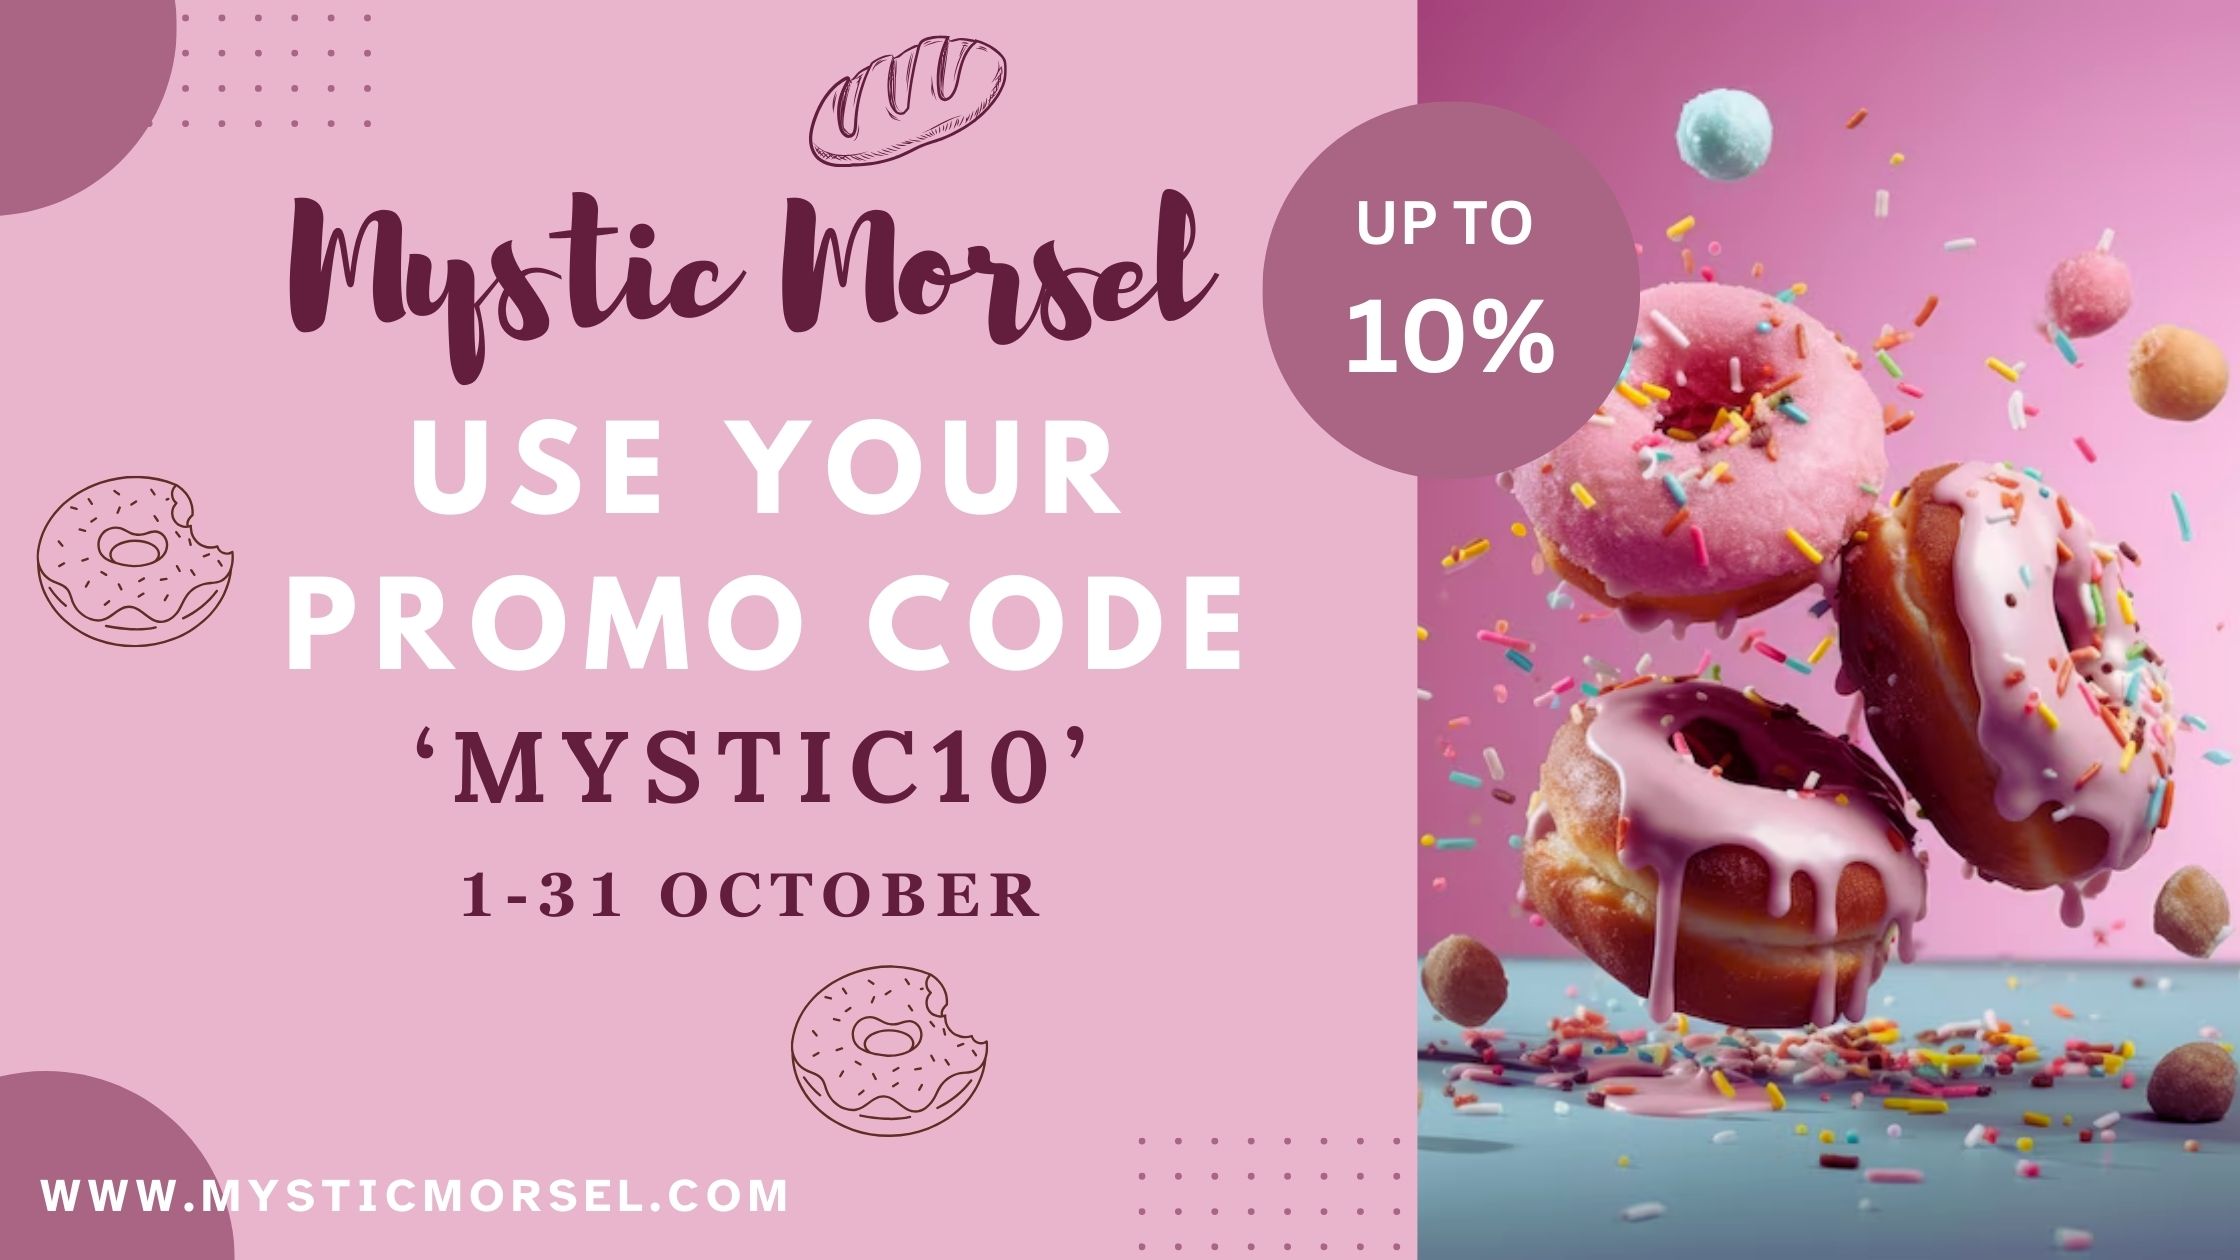 Mystic Morsel
USE YOUR
PROMO CODE
‘MYSTIC10’
1-31 OCTOBER
UP TO
10%
WWW.MYSTICMORSEL.COM